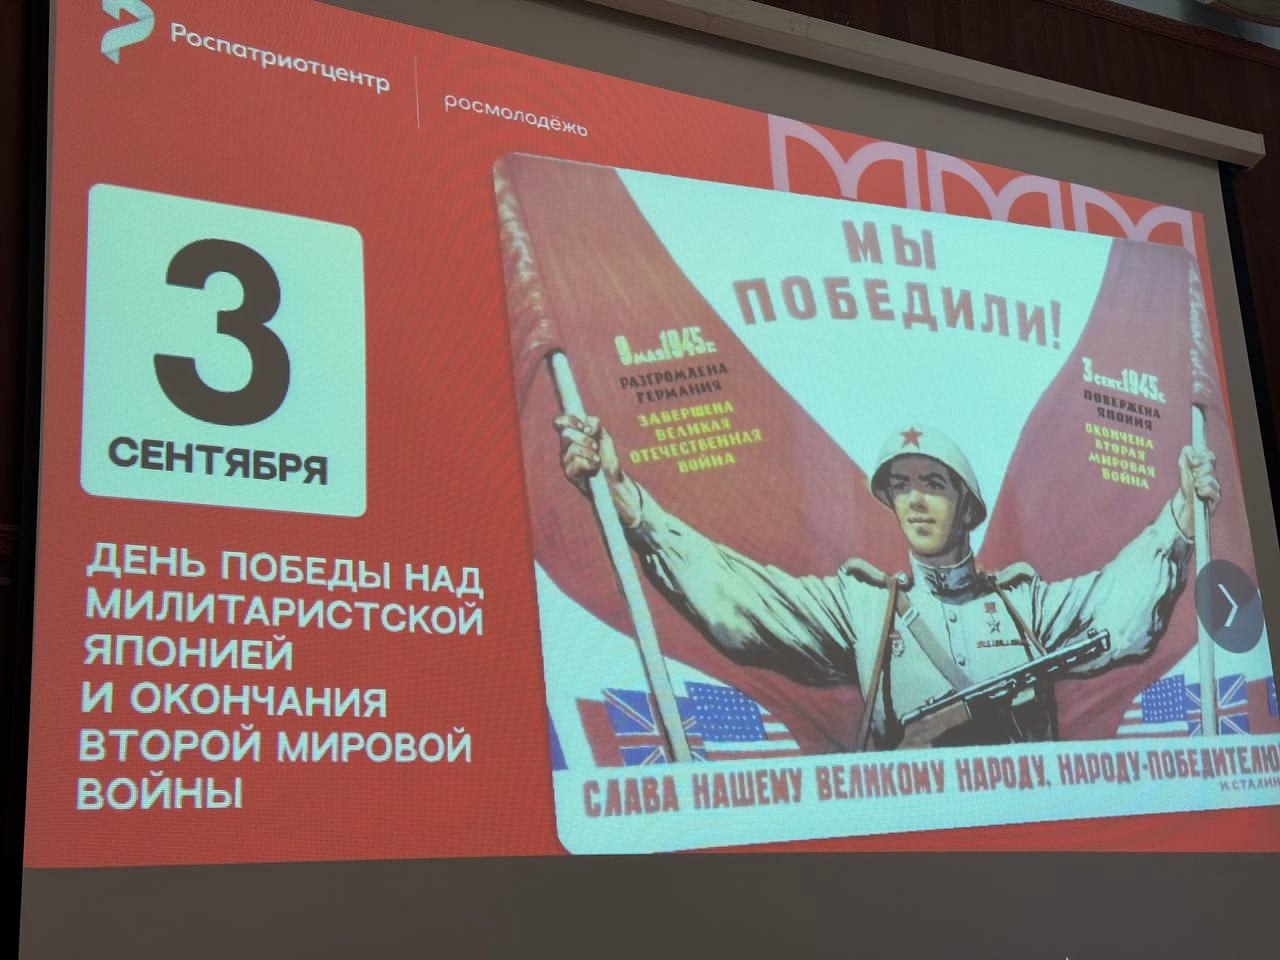 Роспатриотцентр
росмолодёжь
3
СЕНТЯБРЯ
ДЕНЬ ПОБЕДЫ НАД
МИЛИТАРИСТСКОЙ
ЯПОНИЕЙ
И ОКОНЧАНИЯ
ВТОРОЙ МИРОВОЙ
ВОЙНЫ
МЫ
ПОБЕДИЛИ!
9 МАЯ 1945 г.
РАЗГРОМЛЕНА
ГЕРМАНИЯ
ЗАВЕРШЕНА
ВЕЛИКАЯ
ОТЕЧЕСТВЕННАЯ
ВОЙНА
3 СЕНТ. 1945 г.
ПОВЕРЖЕНА
ЯПОНИЯ
ОКОНЧЕНА
ВТОРАЯ
МИРОВАЯ
ВОЙНА
СЛАВА НАШЕМУ ВЕЛИКОМУ НАРОДУ, НАРОДУ-ПОБЕДИТЕЛЮ
И. СТАЛИН